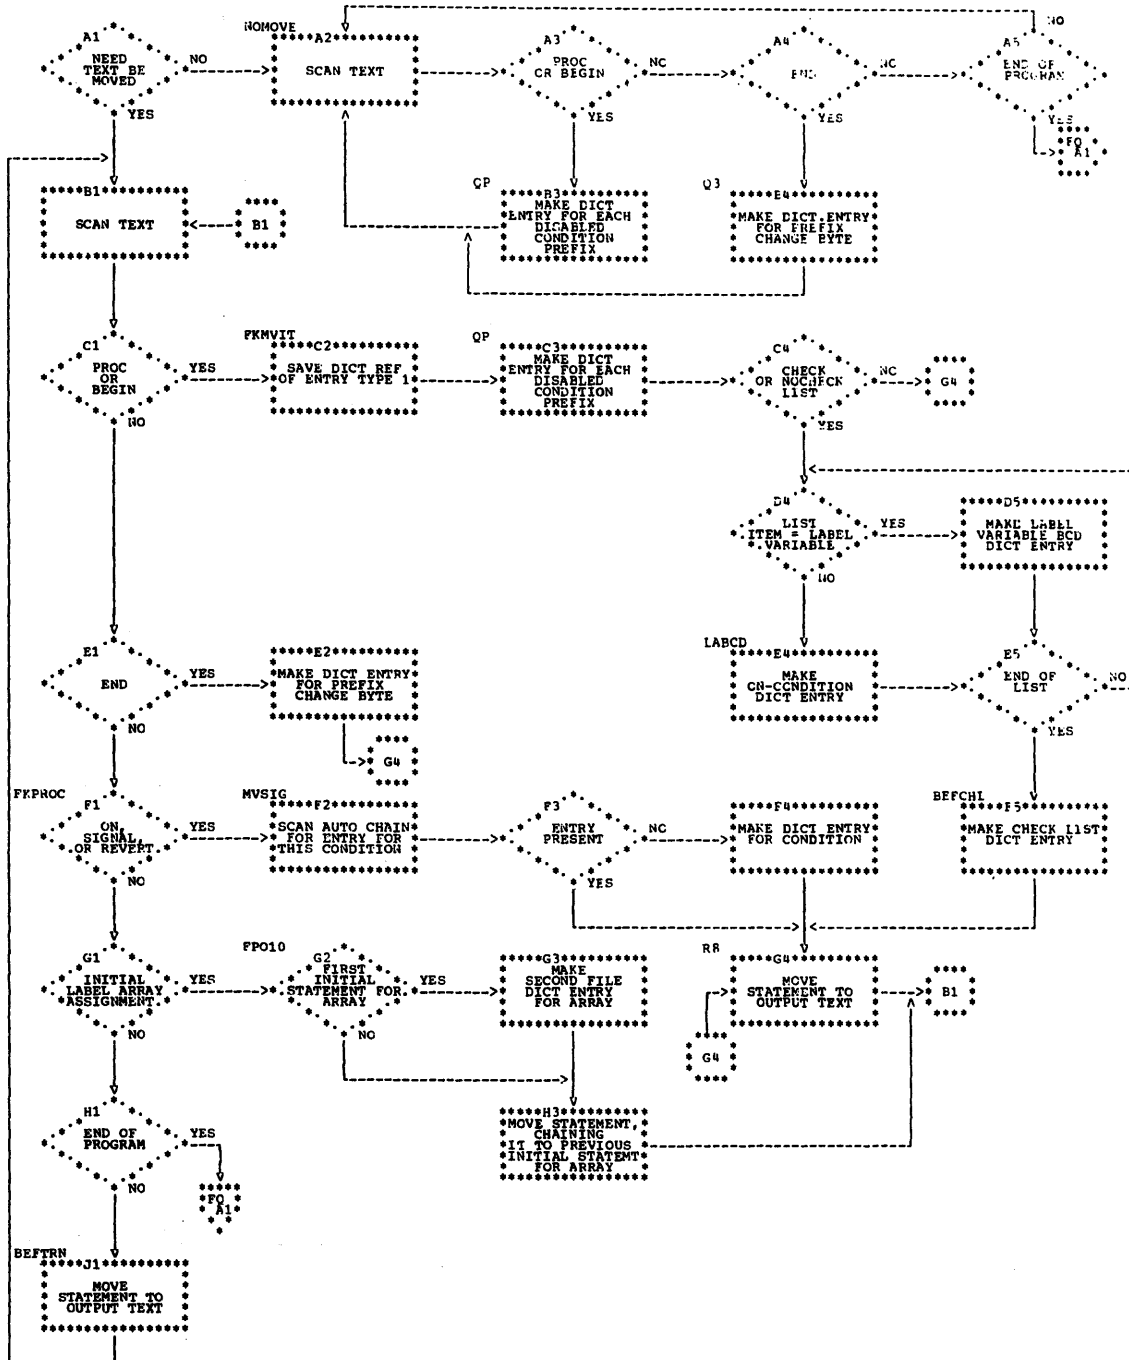 NO
NOMOVE
A1
NEED
TEXT BE
MOVED
NO
YES
A2
SCAN TEXT
A3
PROC
OR BEGIN
NC
YES
A4
END
NC
YES
A5
END OF
PROGRAM
YES
FQ
A1
B1
SCAN TEXT
B1
QP
B3
MAKE DICT
ENTRY FOR EACH
DISABLED
CONDITION
PREFIX
Q3
E4
MAKE DICT.ENTRY
FOR PREFIX
CHANGE BYTE
C1
PROC
OR
BEGIN
YES
NO
FKMVIT
C2
SAVE DICT REF
OF ENTRY TYPE 1
QP
C3
MAKE DICT
ENTRY FOR EACH
DISABLED
CONDITION
PREFIX
C4
CHECK
OR NOCHECK
LIST
NC
YES
G4
D4
LIST
ITEM = LABEL
VARIABLE
YES
NO
D5
MAKE LABEL
VARIABLE BCD
DICT ENTRY
E1
END
YES
NO
E2
MAKE DICT ENTRY
FOR PREFIX
CHANGE BYTE
G4
LABCD
E4
MAKE
CN-CCNDITION
DICT ENTRY
E5
END OF
LIST
NO
YES
FKPROC
F1
ON,
SIGNAL,
OR REVERT
YES
NO
MVSIG
F2
SCAN AUTO CHAIN
FOR ENTRY FOR
THIS CONDITION
F3
ENTRY
PRESENT
NC
YES
F4
MAKE DICT ENTRY
FOR CONDITION
BEFCHL
F5
MAKE CHECK LIST
DICT ENTRY
G1
INITIAL
LABEL ARRAY
ASSIGNMENT
YES
NO
FPO10
G2
FIRST
INITIAL
STATEMENT FOR
ARRAY
YES
NO
G3
MAKE
SECOND FILE
DICT ENTRY
FOR ARRAY
R8
G4
MOVE
STATEMENT TO
OUTPUT TEXT
B1
G4
H1
END OF
PROGRAM
YES
NO
FQ
A1
H3
MOVE STATEMENT,
CHAINING
IT TO PREVIOUS
INITIAL STATEMT
FOR ARRAY
BEFTRN
J1
MOVE
STATEMENT TO
OUTPUT TEXT